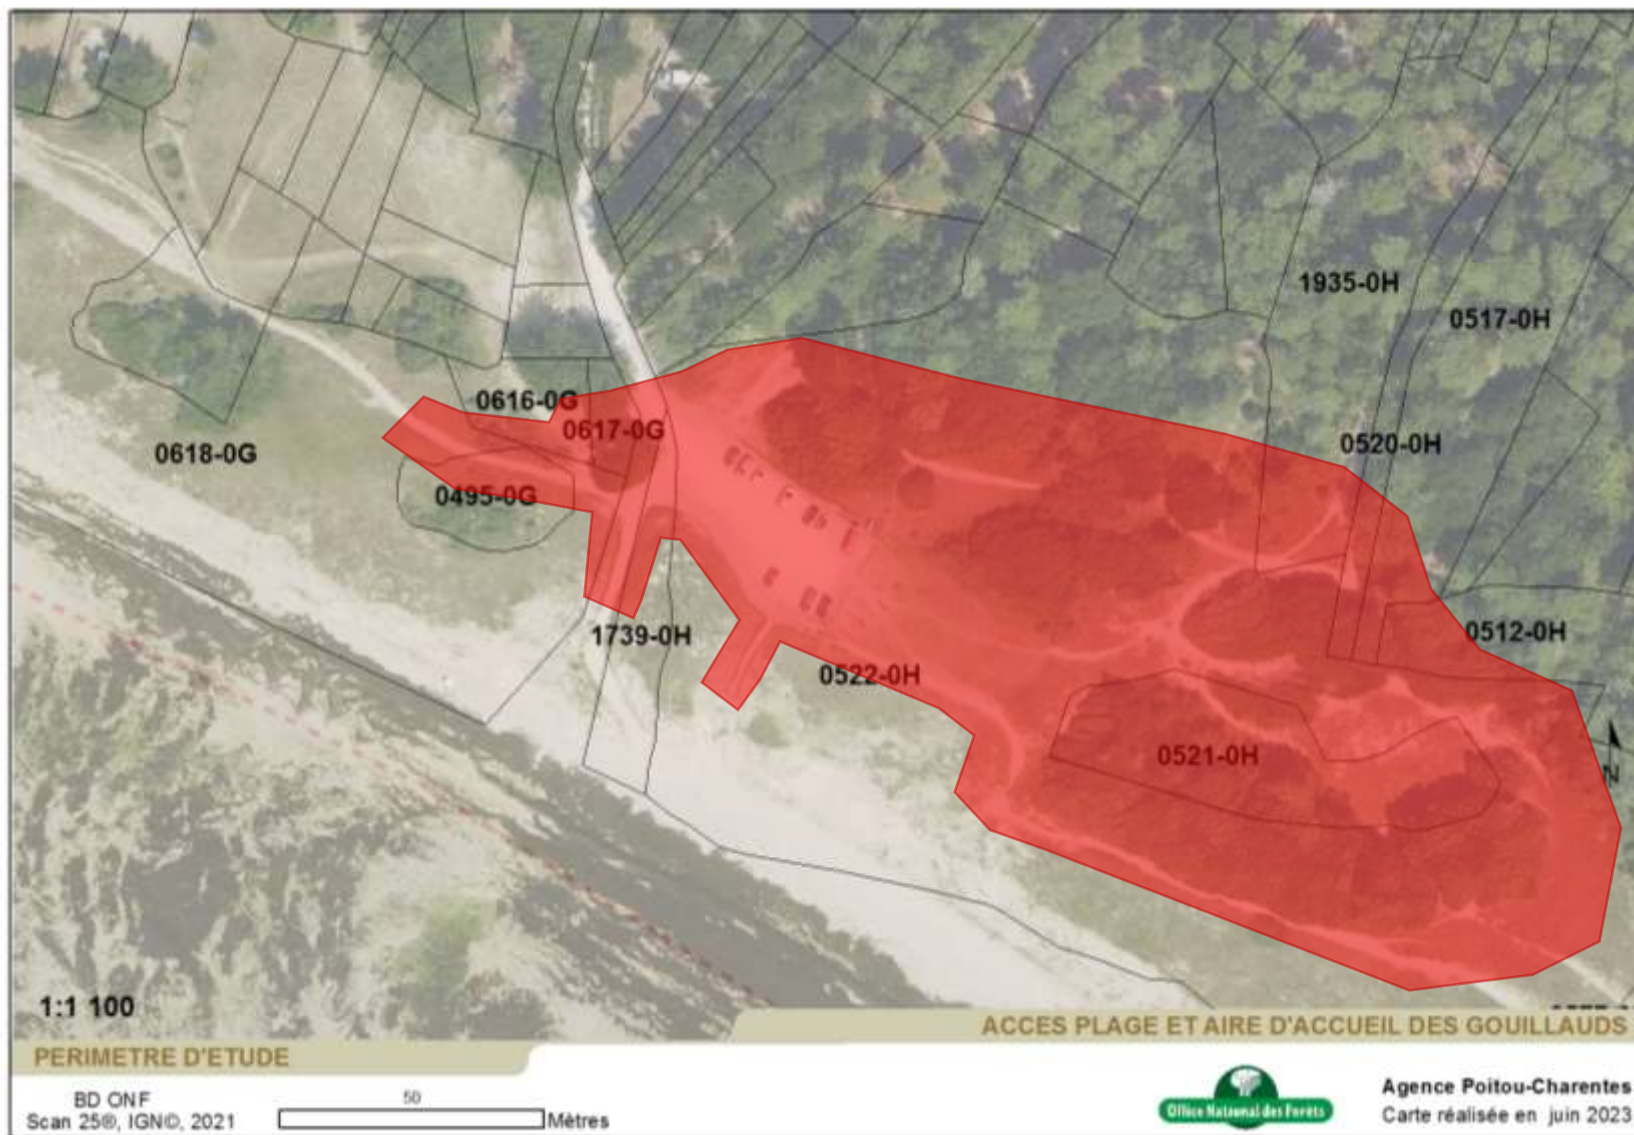 1935-0H
0517-0H
0616-0G
0617-0G
0520-0H
0618-0G
0495-0G
1739-0H
0512-0H
0522-0H
0521-0H
N
1:1 100
ACCES PLAGE ET AIRE D'ACCUEIL DES GOUILLAUDS
PERIMETRE D'ETUDE
BD ONF
Scan 25®, IGN©, 2021
50
Mètres
Office National des Forêts
Agence Poitou-Charentes
Carte réalisée en juin 2023